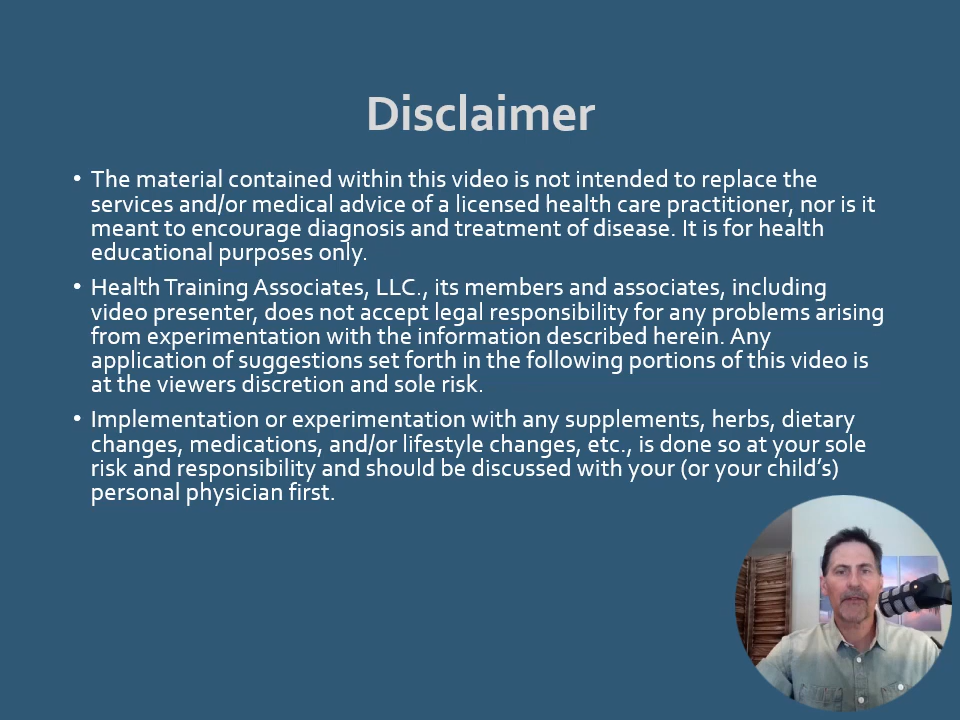 Disclaimer
• The material contained within this video is not intended to replace the
services and/or medical advice of a licensed health care practitioner, nor is it
meant to encourage diagnosis and treatment of disease. It is for health
educational purposes only.
• Health Training Associates, LLC., its members and associates, including
video presenter, does not accept legal responsibility for any problems arising
from experimentation with the information described herein. Any
application of suggestions set forth in the following portions of this video is
at the viewers discretion and sole risk.
• Implementation or experimentation with any supplements, herbs, dietary
changes, medications, and/or lifestyle changes, etc., is done so at your sole
risk and responsibility and should be discussed with your (or your child’s)
personal physician first.